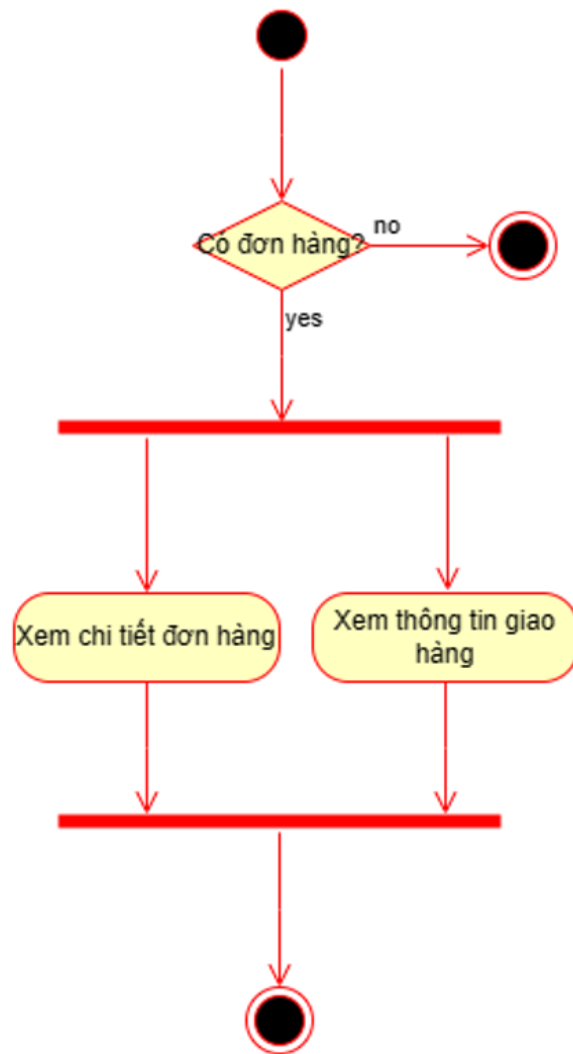 Có đơn hàng?
no
yes
Xem chi tiết đơn hàng
Xem thông tin giao
hàng